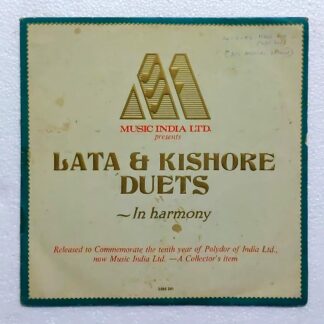 MUSIC INDIA LTD.
presents
LATA & KISHORE
DUETS
~In harmony
Released to Commemorate the tenth year of Polydor of India Ltd.,
now Music India Ltd. —A Collector's item